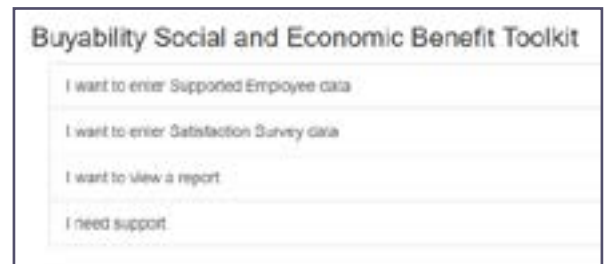 Buyability Social and Economic Benefit Toolkit
I want to enter Supported Employee data
I want to enter Satisfaction Survey data
I want to view a report
I need support